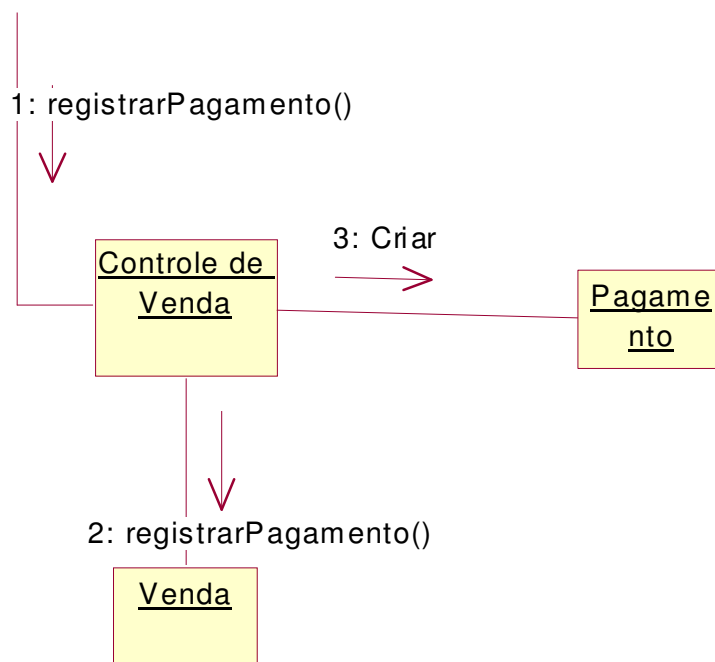 1: registrarPagamento()
3: Criar
Controle de
Venda
Pagame
nto
2: registrarPagamento()
Venda